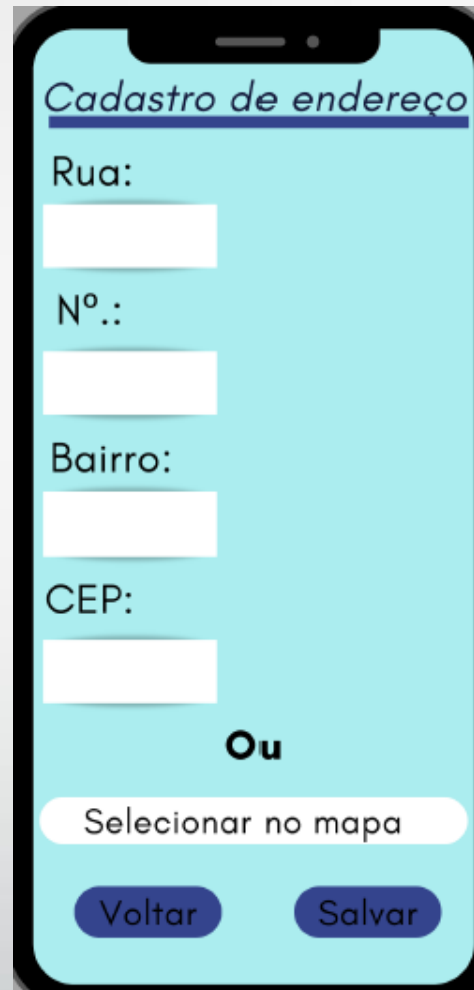 Cadastro de endereço
Rua:
Nº.:
Bairro:
CEP:
Ou
Selecionar no mapa
Voltar Salvar